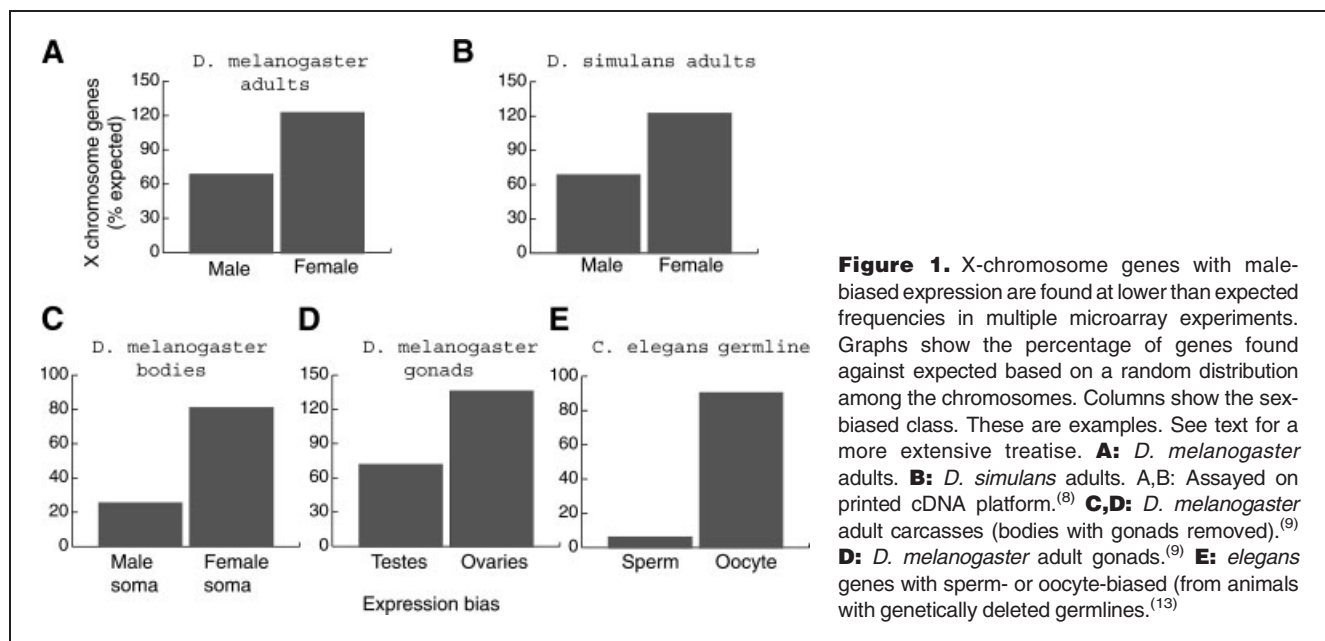 A
D. melanogaster
adults
X chromosome genes
(% expected)
150
120
90
60
30
0
Male Female
B
D. simulans adults
150
120
90
60
30
0
Male Female
C
D. melanogaster
bodies
100
80
60
40
20
0
Male soma Female soma
D
D. melanogaster
gonads
150
120
90
60
30
0
Testes Ovaries
Expression bias
E
C. elegans germline
100
80
60
40
20
0
Sperm Oocyte
Figure 1. X-chromosome genes with male-
biased expression are found at lower than expected
frequencies in multiple microarray experiments.
Graphs show the percentage of genes found
against expected based on a random distribution
among the chromosomes. Columns show the sex-
biased class. These are examples. See text for a
more extensive treatise. A: D. melanogaster
adults. B: D. simulans adults. A,B: Assayed on
printed cDNA platform.(8) C,D: D. melanogaster
adult carcasses (bodies with gonads removed).(9)
D: D. melanogaster adult gonads.(9) E: elegans
genes with sperm- or oocyte-biased (from animals
with genetically deleted germlines.(13)